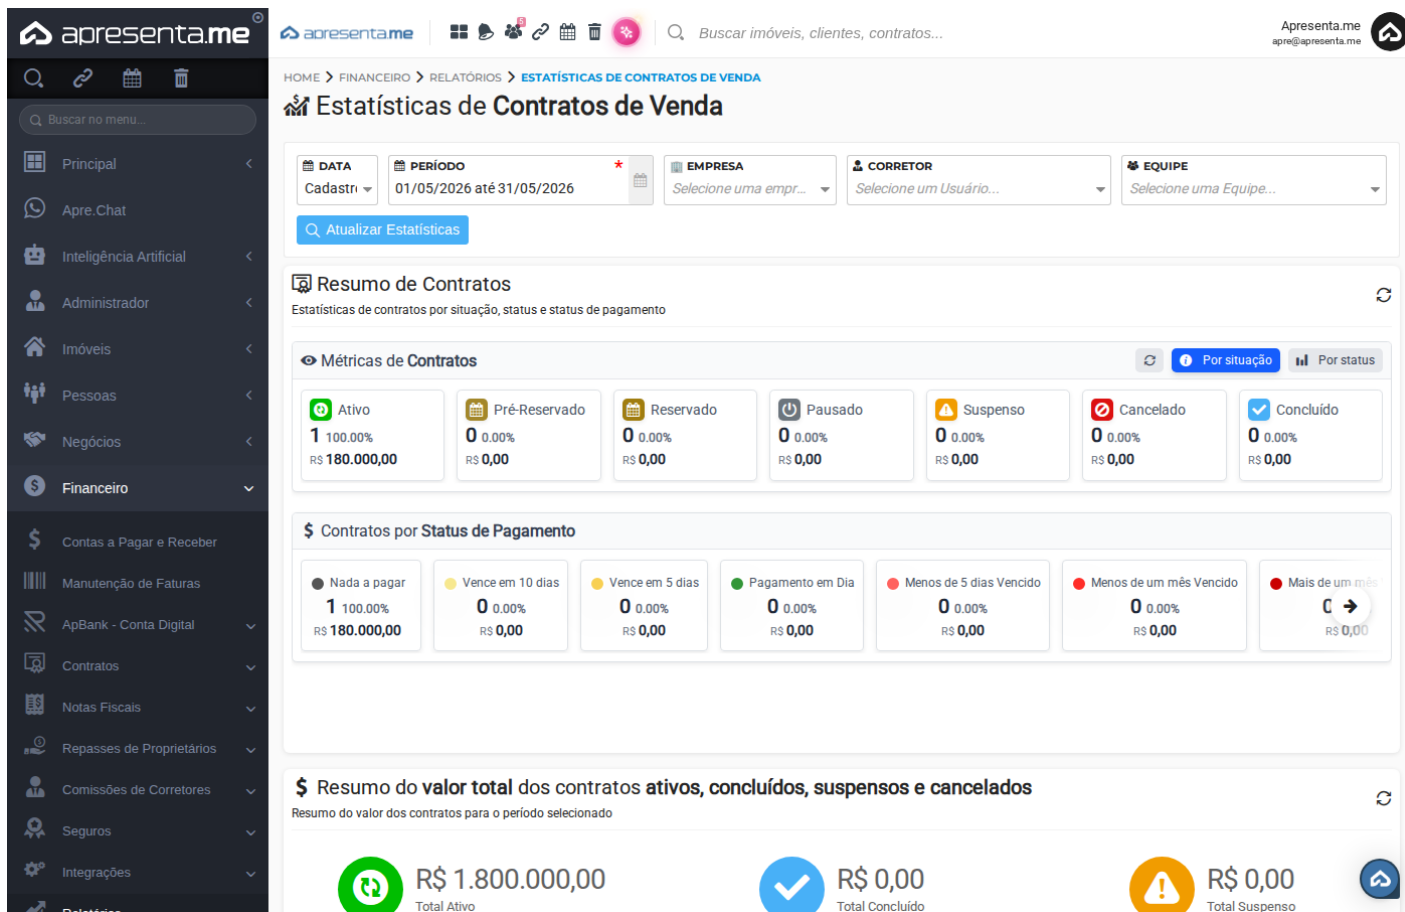 apresenta.me
Buscar no menu...
Principal
Apre.Chat
Inteligência Artificial
Administrador
Imóveis
Pessoas
Negócios
Financeiro
Contas a Pagar e Receber
Manutenção de Faturas
ApBank - Conta Digital
Contratos
Notas Fiscais
Repasses de Proprietários
Comissões de Corretores
Seguros
Integrações
Relatórios
apresenta.me
5
Buscar imóveis, clientes, contratos...
Apresenta.me
apre@apresenta.me
HOME > FINANCEIRO > RELATÓRIOS > ESTATÍSTICAS DE CONTRATOS DE VENDA
Estatísticas de Contratos de Venda
DATA
Cadastr
PERÍODO *
01/05/2026 até 31/05/2026
EMPRESA
Selecione uma empr...
CORRETOR
Selecione um Usuário...
EQUIPE
Selecione uma Equipe...
Atualizar Estatísticas
Resumo de Contratos
Estatísticas de contratos por situação, status e status de pagamento
Métricas de Contratos
Por situação
Por status
Ativo
1 100.00%
R$ 180.000,00
Pré-Reservado
0 0.00%
R$ 0,00
Reservado
0 0.00%
R$ 0,00
Pausado
0 0.00%
R$ 0,00
Suspenso
0 0.00%
R$ 0,00
Cancelado
0 0.00%
R$ 0,00
Concluído
0 0.00%
R$ 0,00
$ Contratos por Status de Pagamento
Nada a pagar
1 100.00%
R$ 180.000,00
Vence em 10 dias
0 0.00%
R$ 0,00
Vence em 5 dias
0 0.00%
R$ 0,00
Pagamento em Dia
0 0.00%
R$ 0,00
Menos de 5 dias Vencido
0 0.00%
R$ 0,00
Menos de um mês Vencido
0 0.00%
R$ 0,00
Mais de um mês
0
R$ 0,00
$ Resumo do valor total dos contratos ativos, concluídos, suspensos e cancelados
Resumo do valor dos contratos para o período selecionado
R$ 1.800.000,00
Total Ativo
R$ 0,00
Total Concluído
R$ 0,00
Total Suspenso